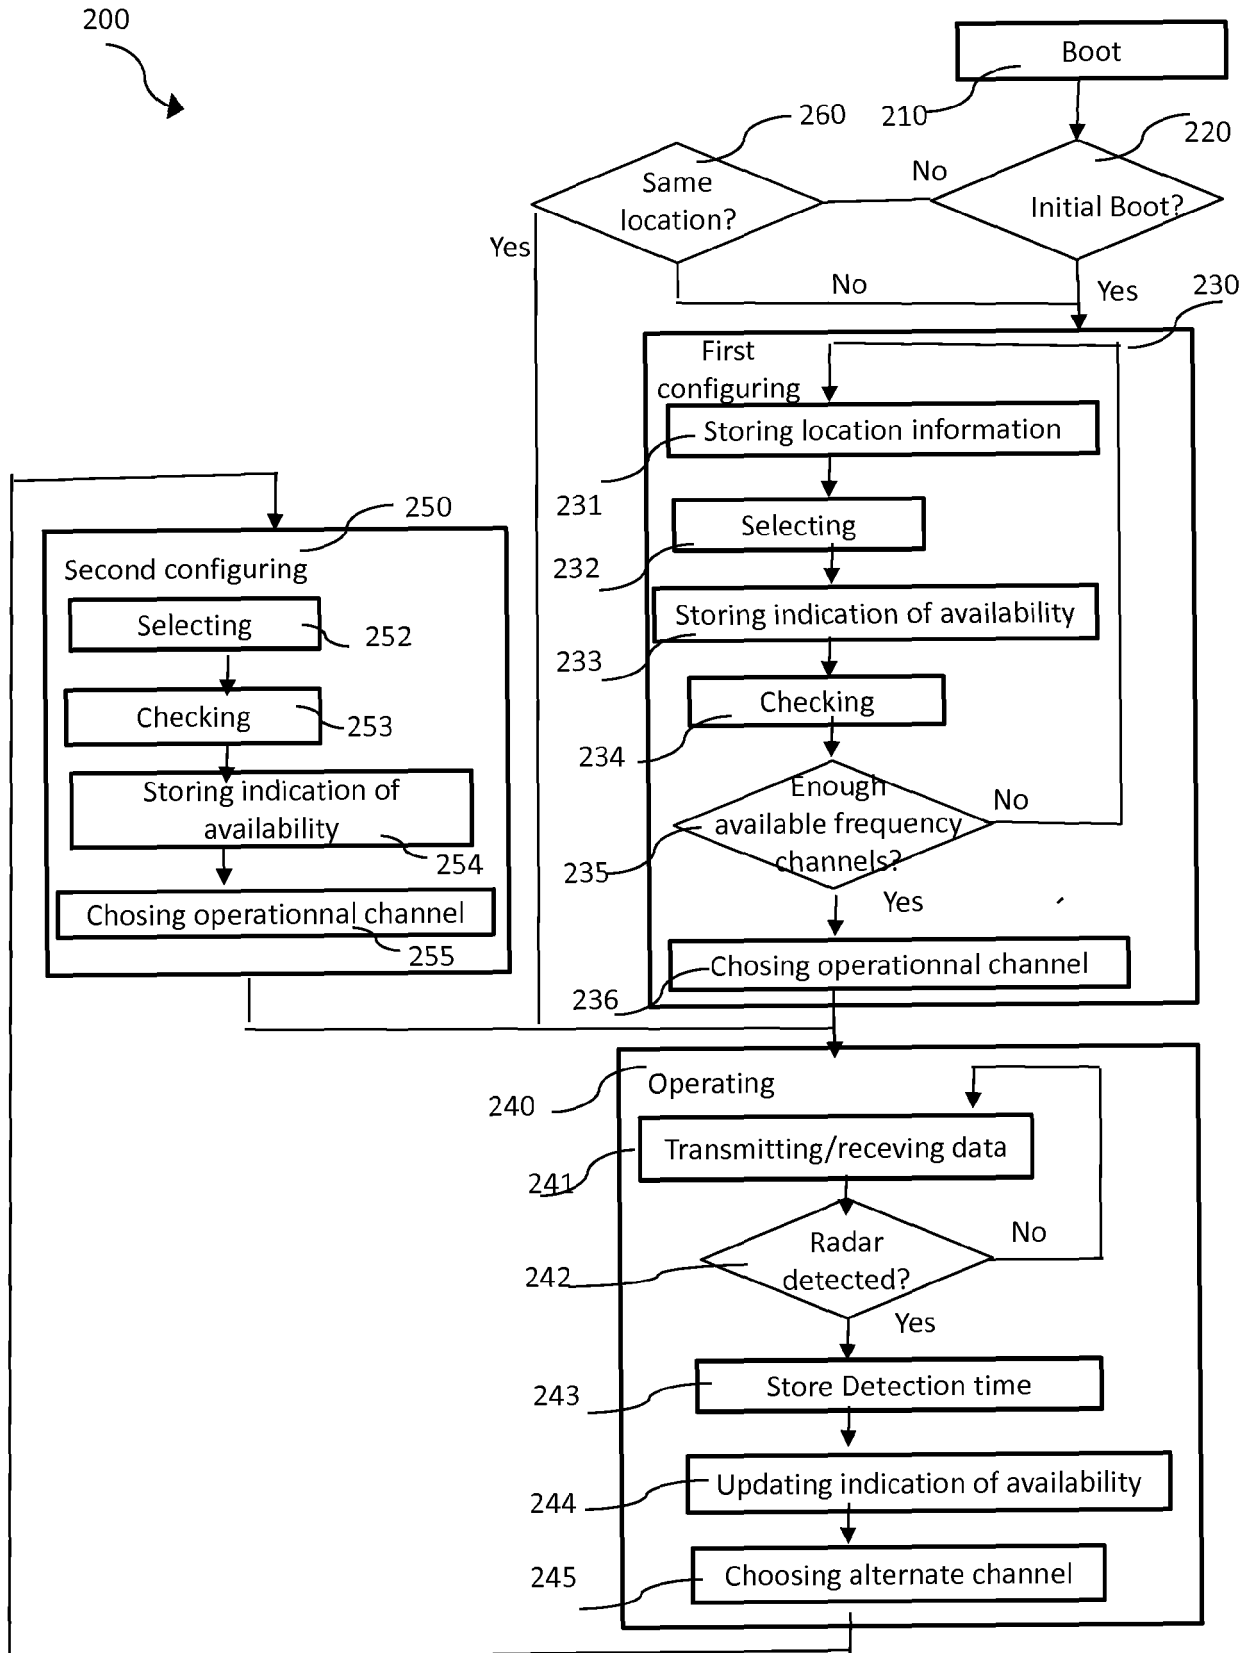 200
Boot
210
220
260
Same
location?
No
Initial Boot?
Yes
No
Yes
230
First
configuring
Storing location information
231
Selecting
232
Storing indication of availability
233
Checking
234
Enough
available frequency
channels?
No
235
Yes
Chosing operationnal channel
236
250
Second configuring
Selecting
252
Checking
253
Storing indication of
availability
254
Chosing operationnal channel
255
240
Operating
Transmitting/receving data
241
Radar
detected?
No
242
Yes
Store Detection time
243
Updating indication of availability
244
Choosing alternate channel
245